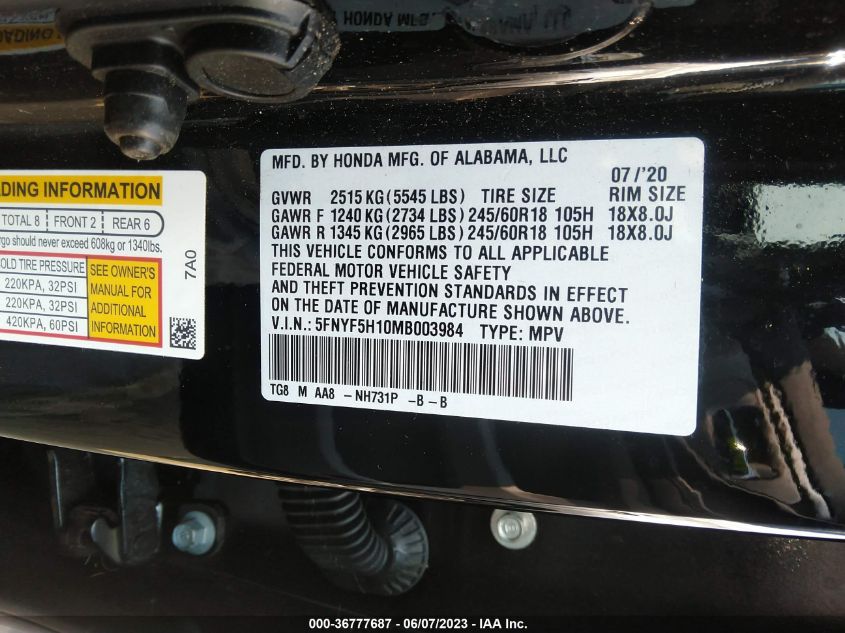 MFD. BY HONDA MFG. OF ALABAMA, LLC
07/'20
GVWR 2515 KG (5545 LBS) TIRE SIZE RIM SIZE
GAWR F 1240 KG (2734 LBS) 245/60R18 105H 18X8.0J
GAWR R 1345 KG (2965 LBS) 245/60R18 105H 18X8.0J
THIS VEHICLE CONFORMS TO ALL APPLICABLE
FEDERAL MOTOR VEHICLE SAFETY
AND THEFT PREVENTION STANDARDS IN EFFECT
ON THE DATE OF MANUFACTURE SHOWN ABOVE.
V.I.N.: 5FNYF5H10MB003984 TYPE: MPV
TG8 M AA8 -NH731P -B-B
ADING INFORMATION
TOTAL 8 FRONT 2 REAR 6
rgo should never exceed 608kg or 1340lbs.
OLD TIRE PRESSURE
220KPA, 32PSI
220KPA, 32PSI
420KPA, 60PSI
SEE OWNER'S
MANUAL FOR
ADDITIONAL
INFORMATION
7A0
000-36777687 - 06/07/2023 - IAA Inc.